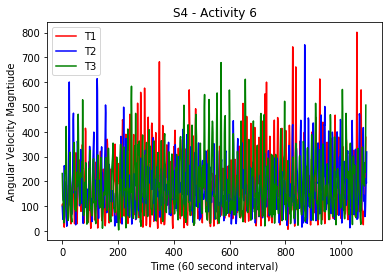 S4 - Activity 6
T1
T2
T3
800
700
600
500
400
300
200
100
0
Angular Velocity Magntiude
0
200
400
600
800
1000
Time (60 second interval)